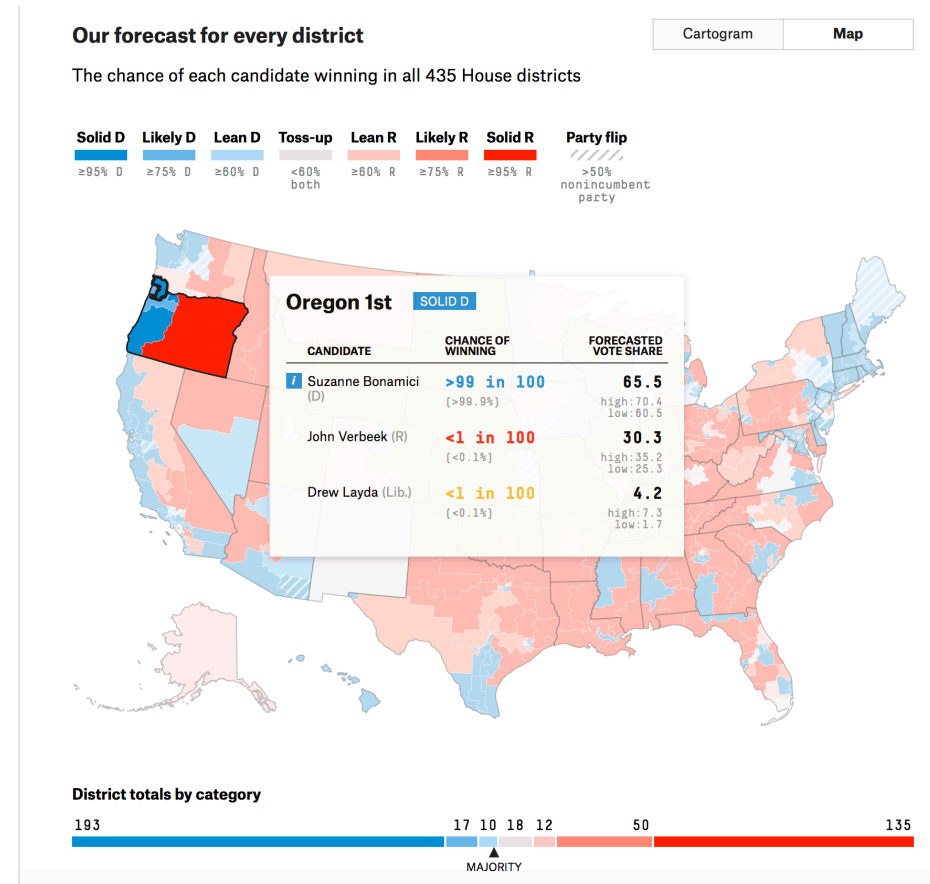 Our forecast for every district
Cartogram Map
The chance of each candidate winning in all 435 House districts
Solid D Likely D Lean D Toss-up Lean R Likely R Solid R Party flip
≥95% D ≥75% D ≥60% D <60% both ≥60% R ≥75% R ≥95% R >50% nonincumbent party
Oregon 1st SOLID D
CANDIDATE CHANCE OF WINNING FORECASTED VOTE SHARE
i Suzanne Bonamici (D) >99 in 100 65.5
(>99.9%) high:70.4
low:60.5
John Verbeek (R) <1 in 100 30.3
(<0.1%) high:35.2
low:25.3
Drew Layda (Lib.) <1 in 100 4.2
(<0.1%) high:7.3
low:1.7
District totals by category
193 17 10 18 12 50 135
MAJORITY